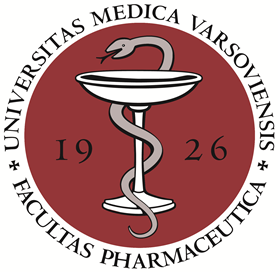 UNIVERSITAS MEDICA VARSOVIENSIS
19 26
FACULTAS PHARMACEUTICA